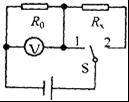 R₀ Rₓ
V 1 2
S